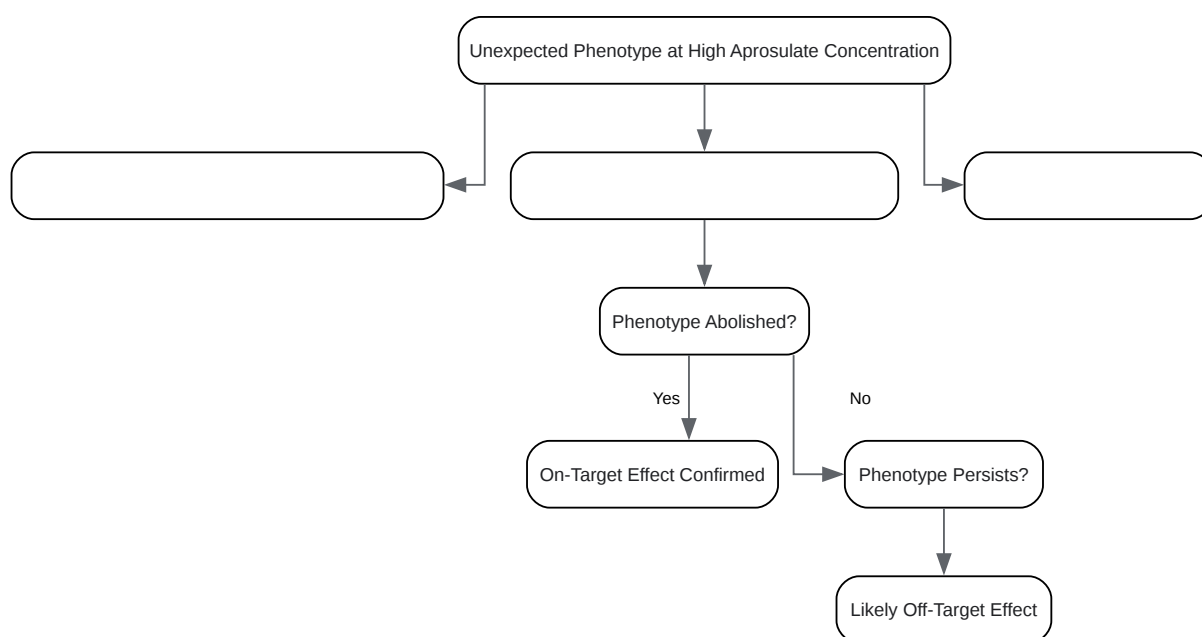 Unexpected Phenotype at High Aprosulate Concentration
Phenotype Abolished?
Yes
No
On-Target Effect Confirmed
Phenotype Persists?
Likely Off-Target Effect